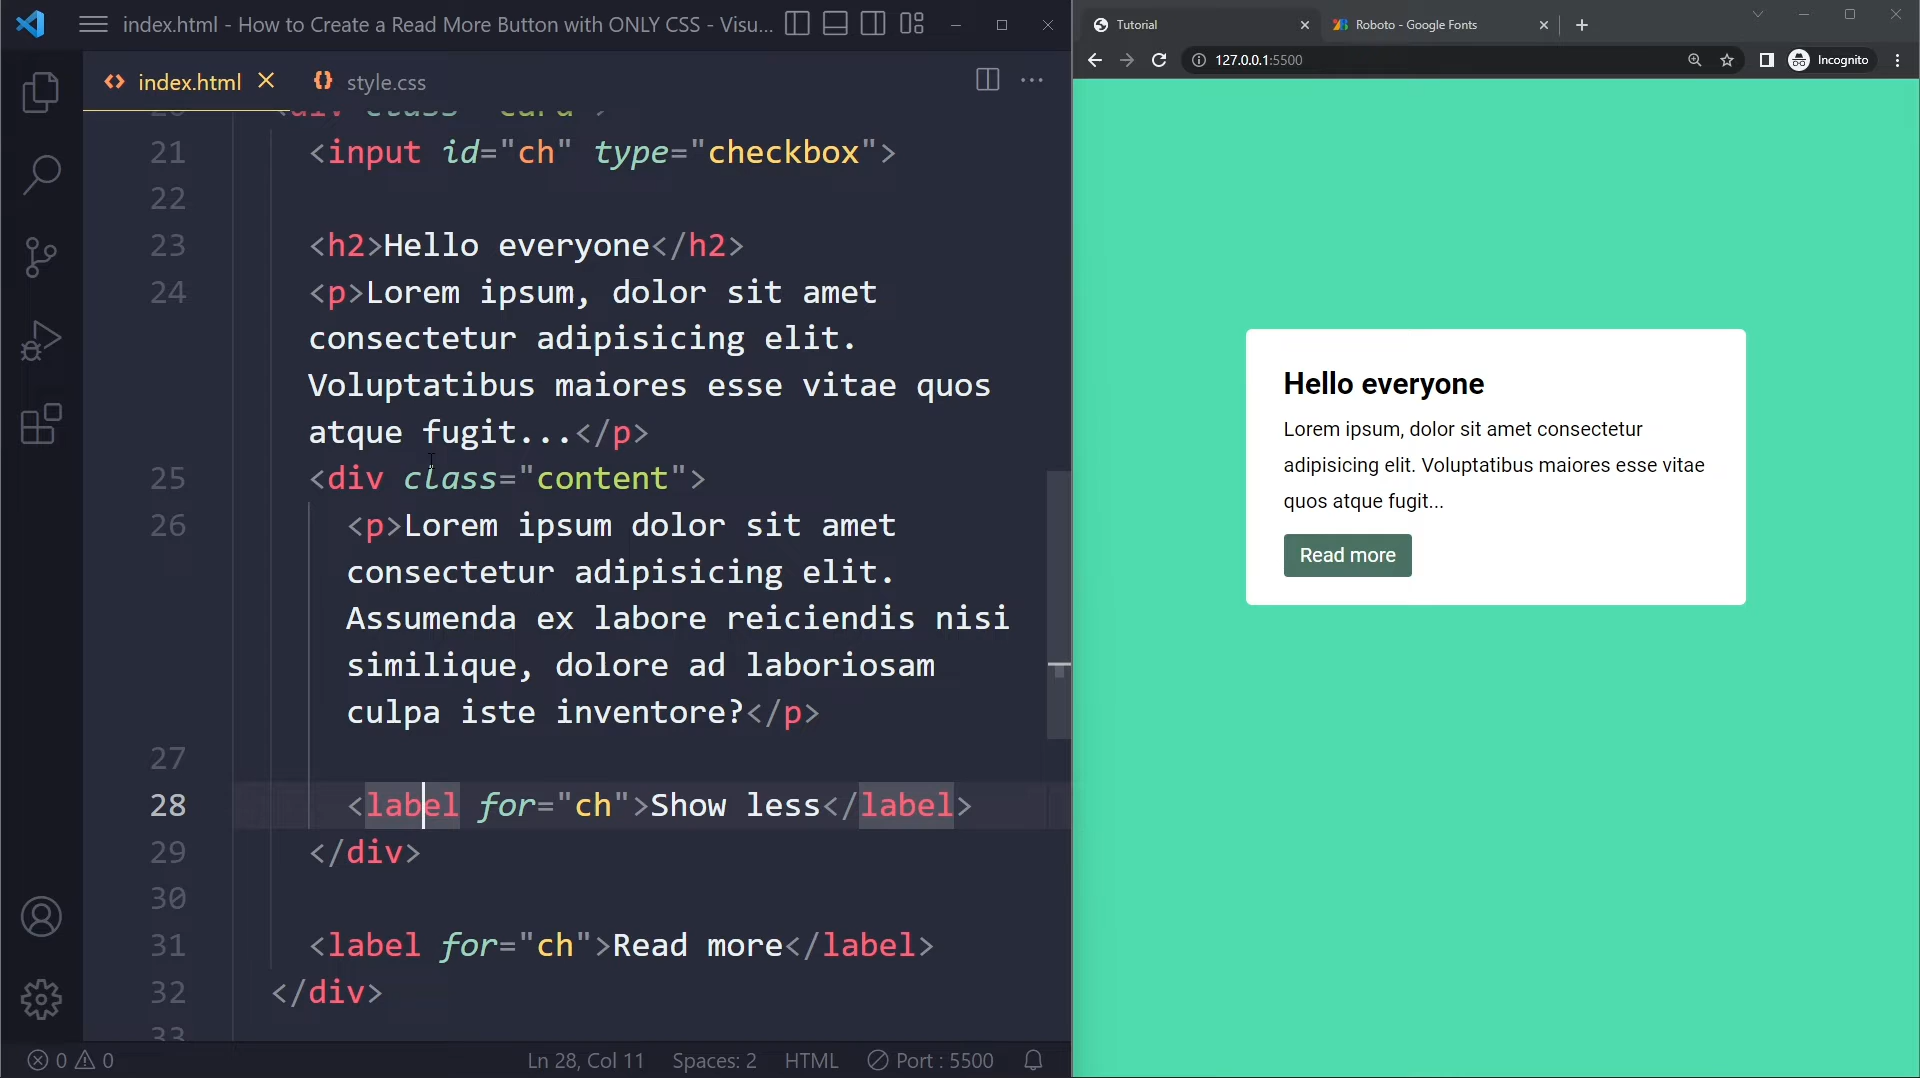 index.html - How to Create a Read More Button with ONLY CSS - Visu...
index.html
style.css
20 <div class="card">
21 <input id="ch" type="checkbox">
22
23 <h2>Hello everyone</h2>
24 <p>Lorem ipsum, dolor sit amet
consectetur adipisicing elit.
Voluptatibus maiores esse vitae quos
atque fugit...</p>
25 <div class="content">
26 <p>Lorem ipsum dolor sit amet
consectetur adipisicing elit.
Assumenda ex labore reiciendis nisi
similique, dolore ad laboriosam
culpa iste inventore?</p>
27
28 <label for="ch">Show less</label>
29 </div>
30
31 <label for="ch">Read more</label>
32 </div>
33
0 0
Ln 28, Col 11
Spaces: 2
HTML
Port : 5500
Tutorial
Roboto - Google Fonts
127.0.0.1:5500
Incognito
Hello everyone
Lorem ipsum, dolor sit amet consectetur
adipisicing elit. Voluptatibus maiores esse vitae
quos atque fugit...
Read more